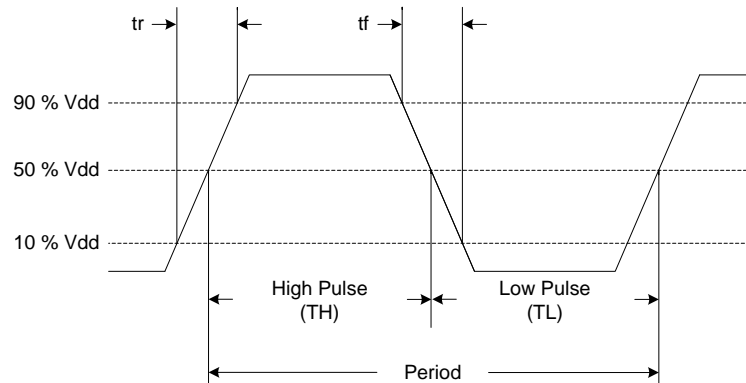 tr
tf
90 % Vdd
50 % Vdd
10 % Vdd
High Pulse
(TH)
Low Pulse
(TL)
Period